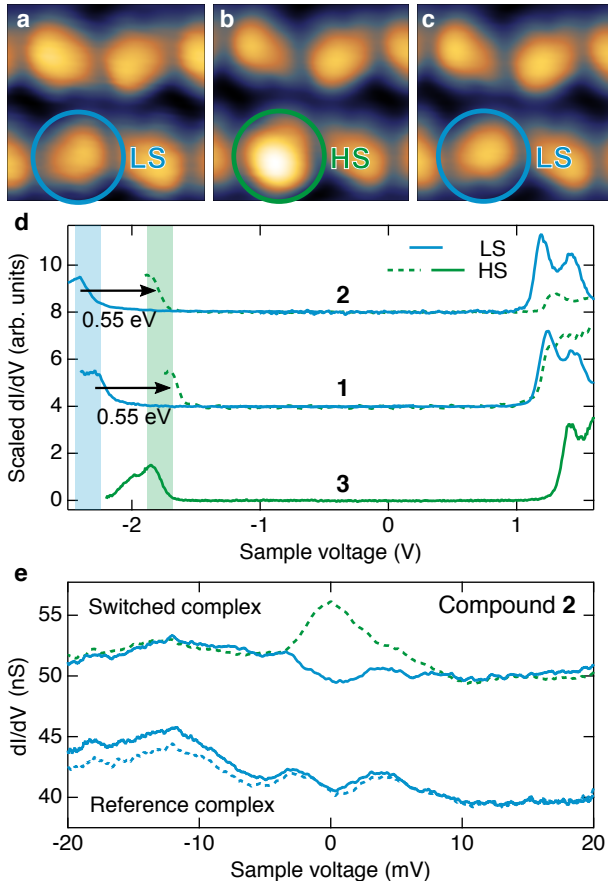 a
b
c
LS
HS
LS
d
10
8
6
4
2
0
Scaled dI/dV (arb. units)
LS
HS
0.55 eV
2
0.55 eV
1
3
-2
-1
0
1
Sample voltage (V)
e
55
50
45
40
dI/dV (nS)
Switched complex
Compound 2
Reference complex
-20
-10
0
10
20
Sample voltage (mV)